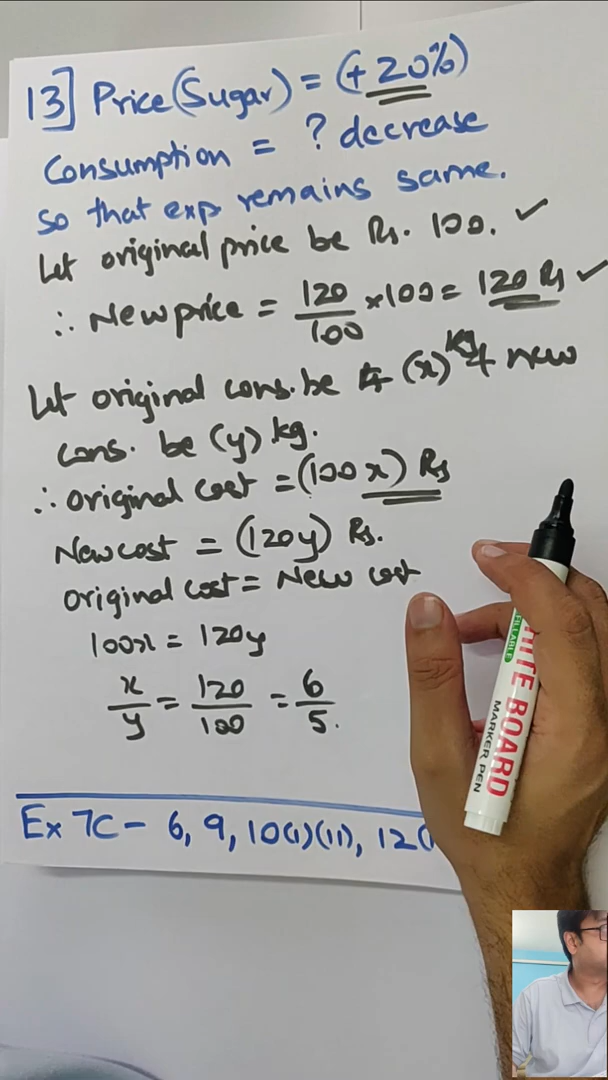 13] Price (Sugar) = (+20%)
Consumption = ? decrease
so that exp remains same.
Let original price be Rs. 100. ✓
∴ New price = 120/100 × 100 = 120 Rs ✓
Let original cons. be (x) kg & new
cons. be (y) kg.
∴ Original cost = (100x) Rs
New cost = (120y) Rs.
Original cost = New cost
100x = 120y
x/y = 120/100 = 6/5.
Ex 7C - 6, 9, 10(i)(ii), 12(
WHITE BOARD
MARKER PEN